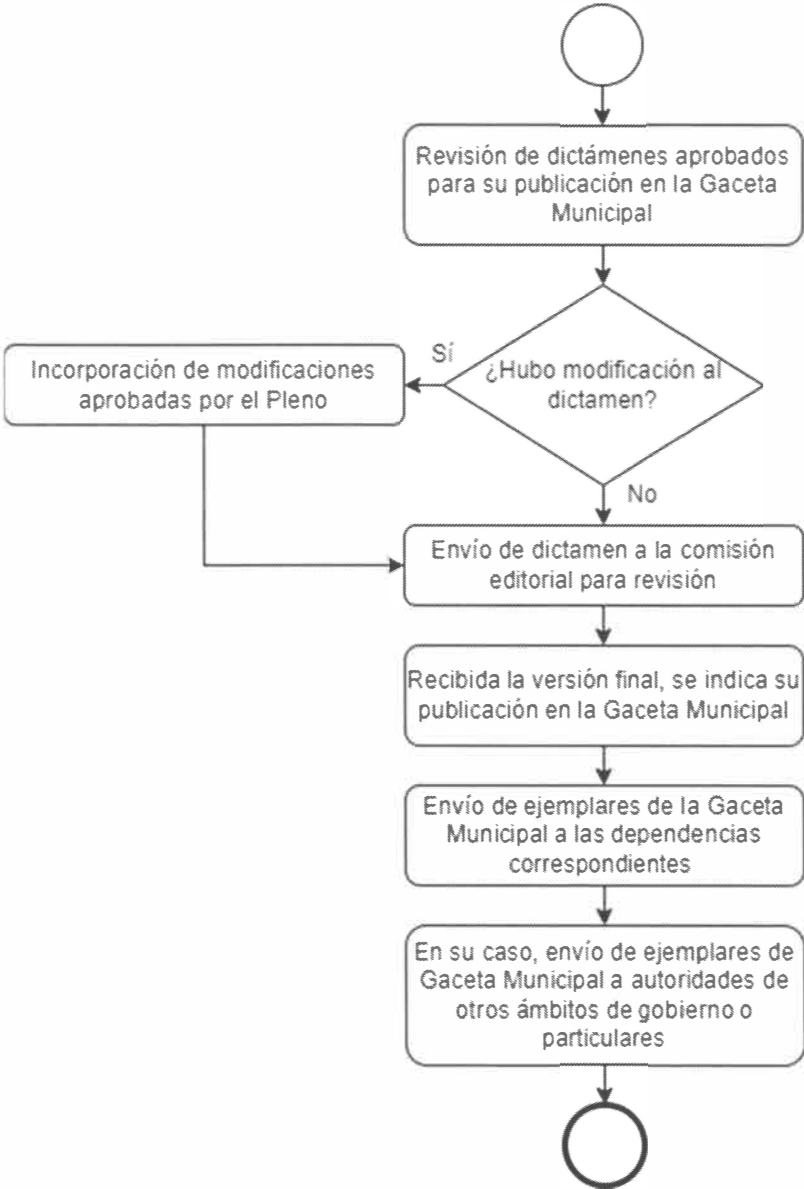 Revisión de dictámenes aprobados
para su publicación en la Gaceta
Municipal
¿Hubo modificación al
dictamen?
Sí
Incorporación de modificaciones
aprobadas por el Pleno
No
Envío de dictamen a la comisión
editorial para revisión
Recibida la versión final, se indica su
publicación en la Gaceta Municipal
Envío de ejemplares de la Gaceta
Municipal a las dependencias
correspondientes
En su caso, envío de ejemplares de
Gaceta Municipal a autoridades de
otros ámbitos de gobierno o
particulares